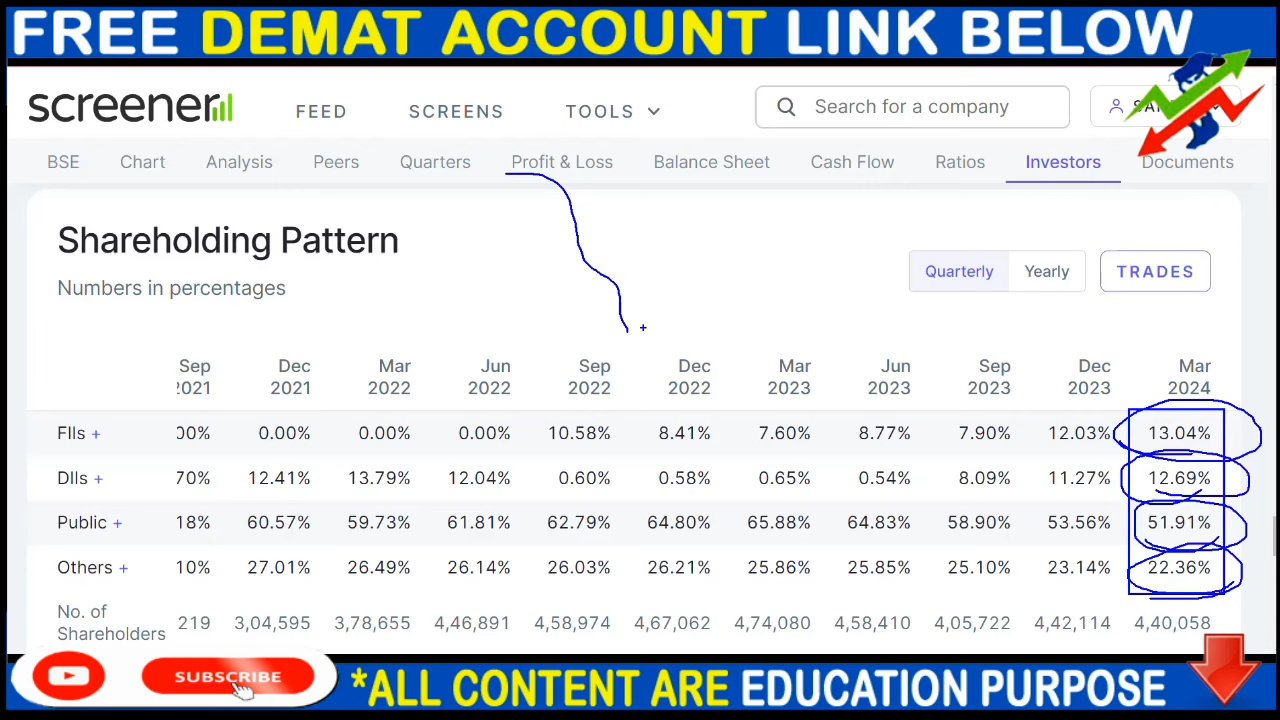 FREE DEMAT ACCOUNT LINK BELOW
screener FEED SCREENS TOOLS Search for a company
BSE Chart Analysis Peers Quarters Profit & Loss Balance Sheet Cash Flow Ratios Investors Documents
Shareholding Pattern
Numbers in percentages
Quarterly Yearly TRADES
Sep Dec Mar Jun Sep Dec Mar Jun Sep Dec Mar
2021 2021 2022 2022 2022 2022 2023 2023 2023 2023 2024
FIIs + 00% 0.00% 0.00% 0.00% 10.58% 8.41% 7.60% 8.77% 7.90% 12.03% 13.04%
DIIs + 70% 12.41% 13.79% 12.04% 0.60% 0.58% 0.65% 0.54% 8.09% 11.27% 12.69%
Public + 18% 60.57% 59.73% 61.81% 62.79% 64.80% 65.88% 64.83% 58.90% 53.56% 51.91%
Others + 10% 27.01% 26.49% 26.14% 26.03% 26.21% 25.86% 25.85% 25.10% 23.14% 22.36%
No. of
Shareholders 219 3,04,595 3,78,655 4,46,891 4,58,974 4,67,062 4,74,080 4,58,410 4,05,722 4,42,114 4,40,058
SUBSCRIBE *ALL CONTENT ARE EDUCATION PURPOSE